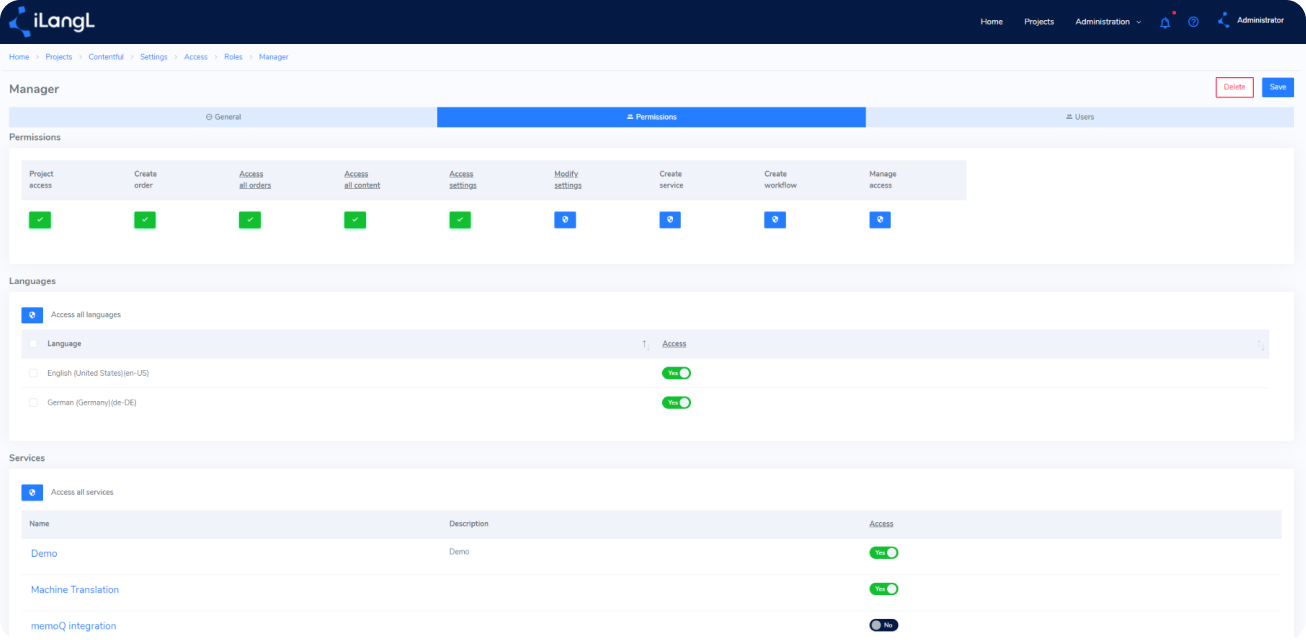 iLangL
Home Projects Administration Administrator
Home > Projects > Contentful > Settings > Access > Roles > Manager
Manager
Delete Save
General Permissions Users
Permissions
Project access Create order Access all orders Access all content Access settings Modify settings Create service Create workflow Manage access
Languages
Access all languages
Language Access
English (United States)(en-US) Yes
German (Germany)(de-DE) Yes
Services
Access all services
Name Description Access
Demo Demo Yes
Machine Translation Yes
memoQ integration No